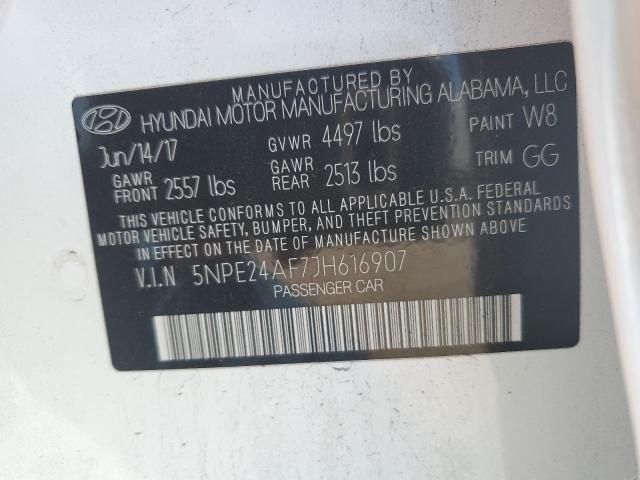 MANUFACTURED BY
HYUNDAI MOTOR MANUFACTURING ALABAMA, LLC
Jun/14/17 GVWR 4497 lbs PAINT W8
GAWR FRONT 2557 lbs GAWR REAR 2513 lbs TRIM GG
THIS VEHICLE CONFORMS TO ALL APPLICABLE U.S.A. FEDERAL
MOTOR VEHICLE SAFETY, BUMPER, AND THEFT PREVENTION STANDARDS
IN EFFECT ON THE DATE OF MANUFACTURE SHOWN ABOVE
V.I.N 5NPE24AF7JH616907
PASSENGER CAR